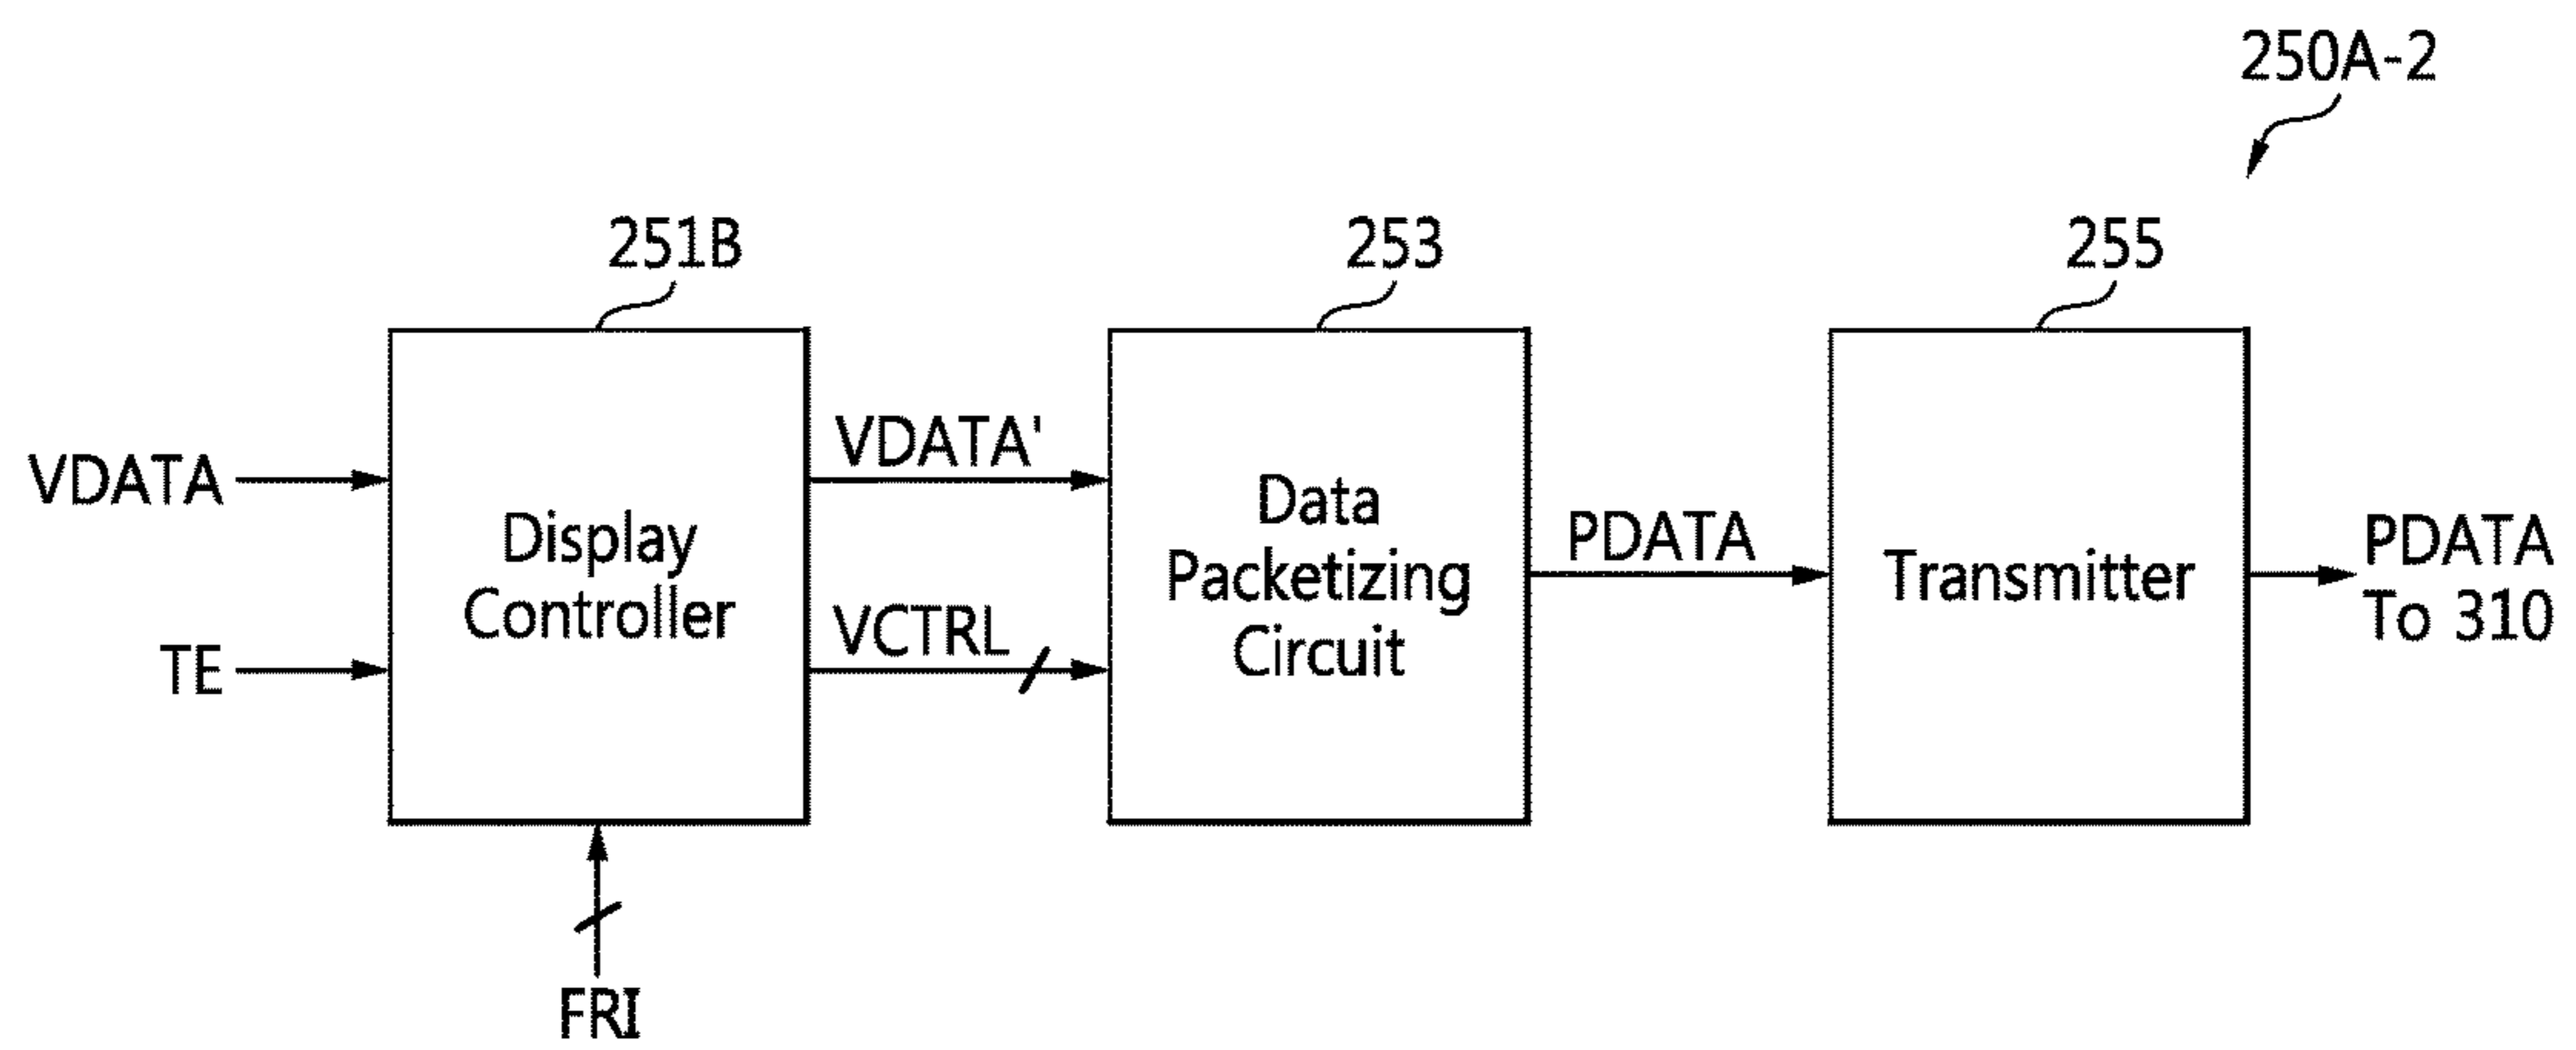 250A-2
251B
253
255
VDATA
TE
Display
Controller
FRI
VDATA'
VCTRL
Data
Packetizing
Circuit
PDATA
Transmitter
PDATA
To 310